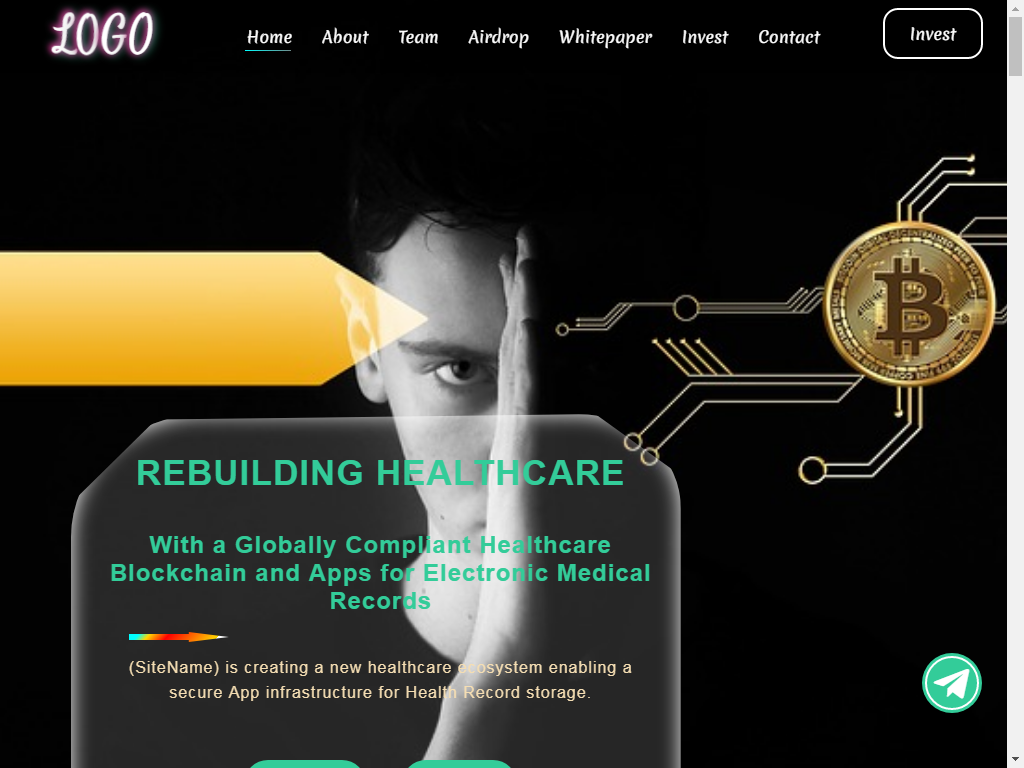 LOGO
Home About Team Airdrop Whitepaper Invest Contact
Invest
REBUILDING HEALTHCARE
With a Globally Compliant Healthcare
Blockchain and Apps for Electronic Medical
Records
(SiteName) is creating a new healthcare ecosystem enabling a
secure App infrastructure for Health Record storage.